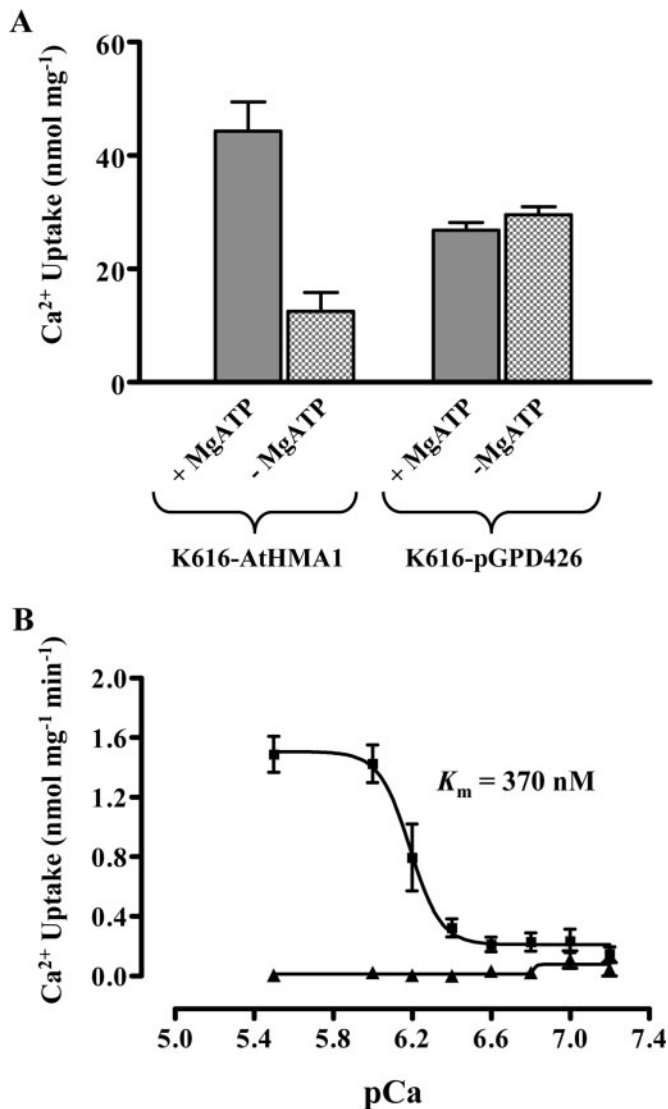 A
Ca²⁺ Uptake (nmol mg⁻¹)
60
40
20
0
+ MgATP
- MgATP
+ MgATP
-MgATP
K616-AtHMA1
K616-pGPD426
B
Ca²⁺ Uptake (nmol mg⁻¹ min⁻¹)
2.0
1.6
1.2
0.8
0.4
0.0
Km = 370 nM
5.0 5.4 5.8 6.2 6.6 7.0 7.4
pCa